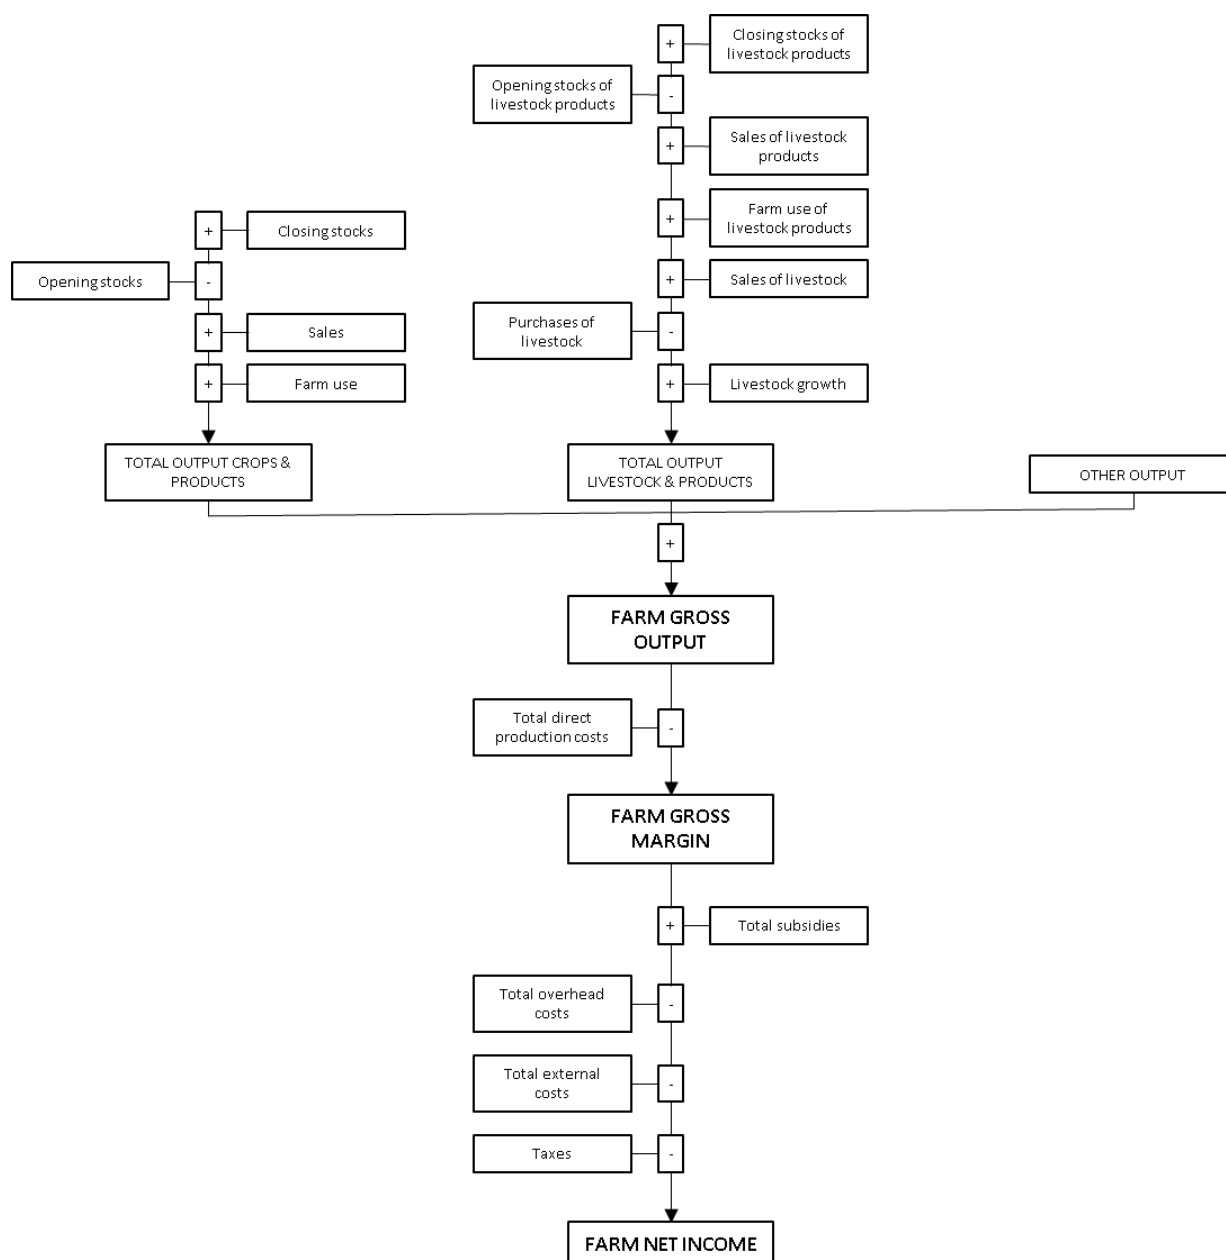 +
Closing stocks of
livestock products
Opening stocks of
livestock products
-
+
Sales of livestock
products
+
Farm use of
livestock products
+
Closing stocks
Opening stocks
-
+
Sales of livestock
+
Sales
Purchases of
livestock
-
+
Farm use
+
Livestock growth
TOTAL OUTPUT CROPS &
PRODUCTS
TOTAL OUTPUT
LIVESTOCK & PRODUCTS
OTHER OUTPUT
+
FARM GROSS
OUTPUT
Total direct
production costs
-
FARM GROSS
MARGIN
+
Total subsidies
Total overhead
costs
-
Total external
costs
-
Taxes
-
FARM NET INCOME